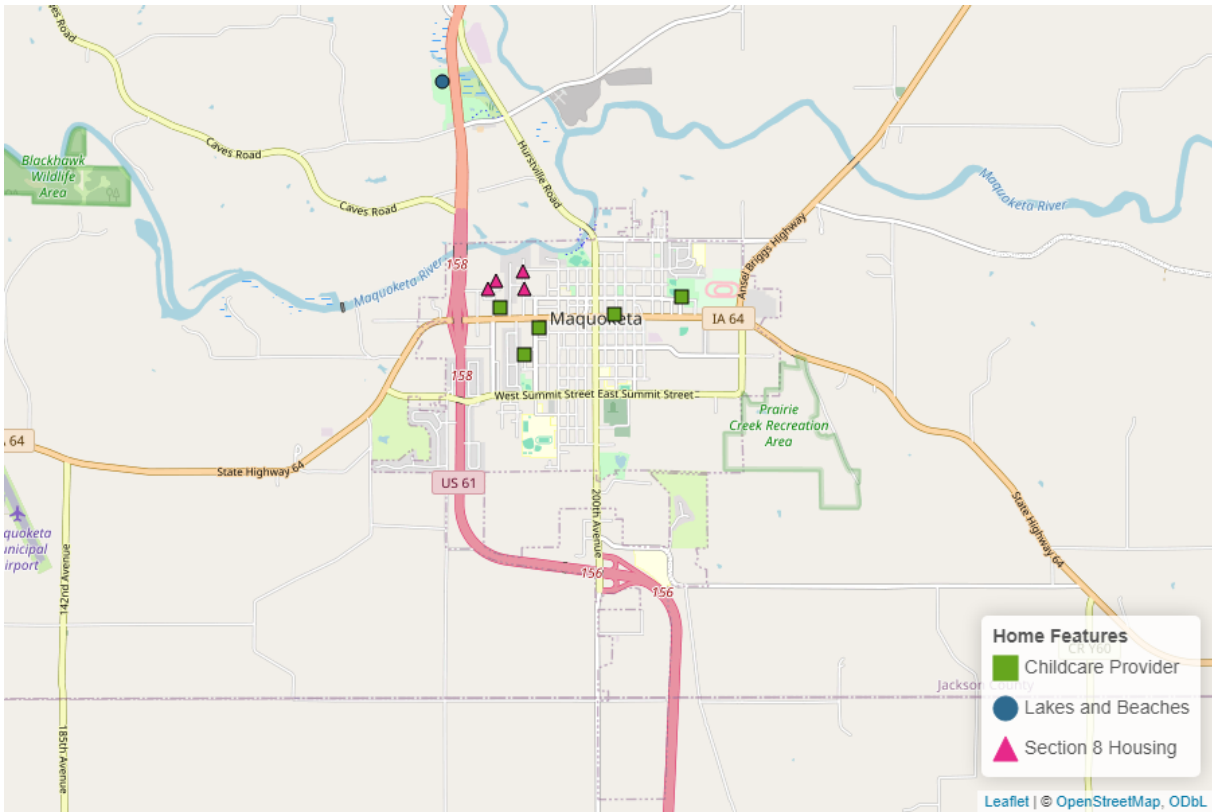 ves Road
Caves Road
Hurstville Road
Blackhawk
Wildlife
Area
Caves Road
Maquoketa River
Ansel Briggs Highway
158
Maquoketa River
Maquoketa
IA 64
158
West Summit Street
East Summit Street
Prairie
Creek Recreation
Area
64
State Highway 64
US 61
200th Avenue
State Highway 64
quoketa
unicipal
irport
142nd Avenue
156
156
Home Features
CR Y60
Childcare Provider
Jackson County
Lakes and Beaches
Section 8 Housing
185th Avenue
Leaflet | © OpenStreetMap, ODbL